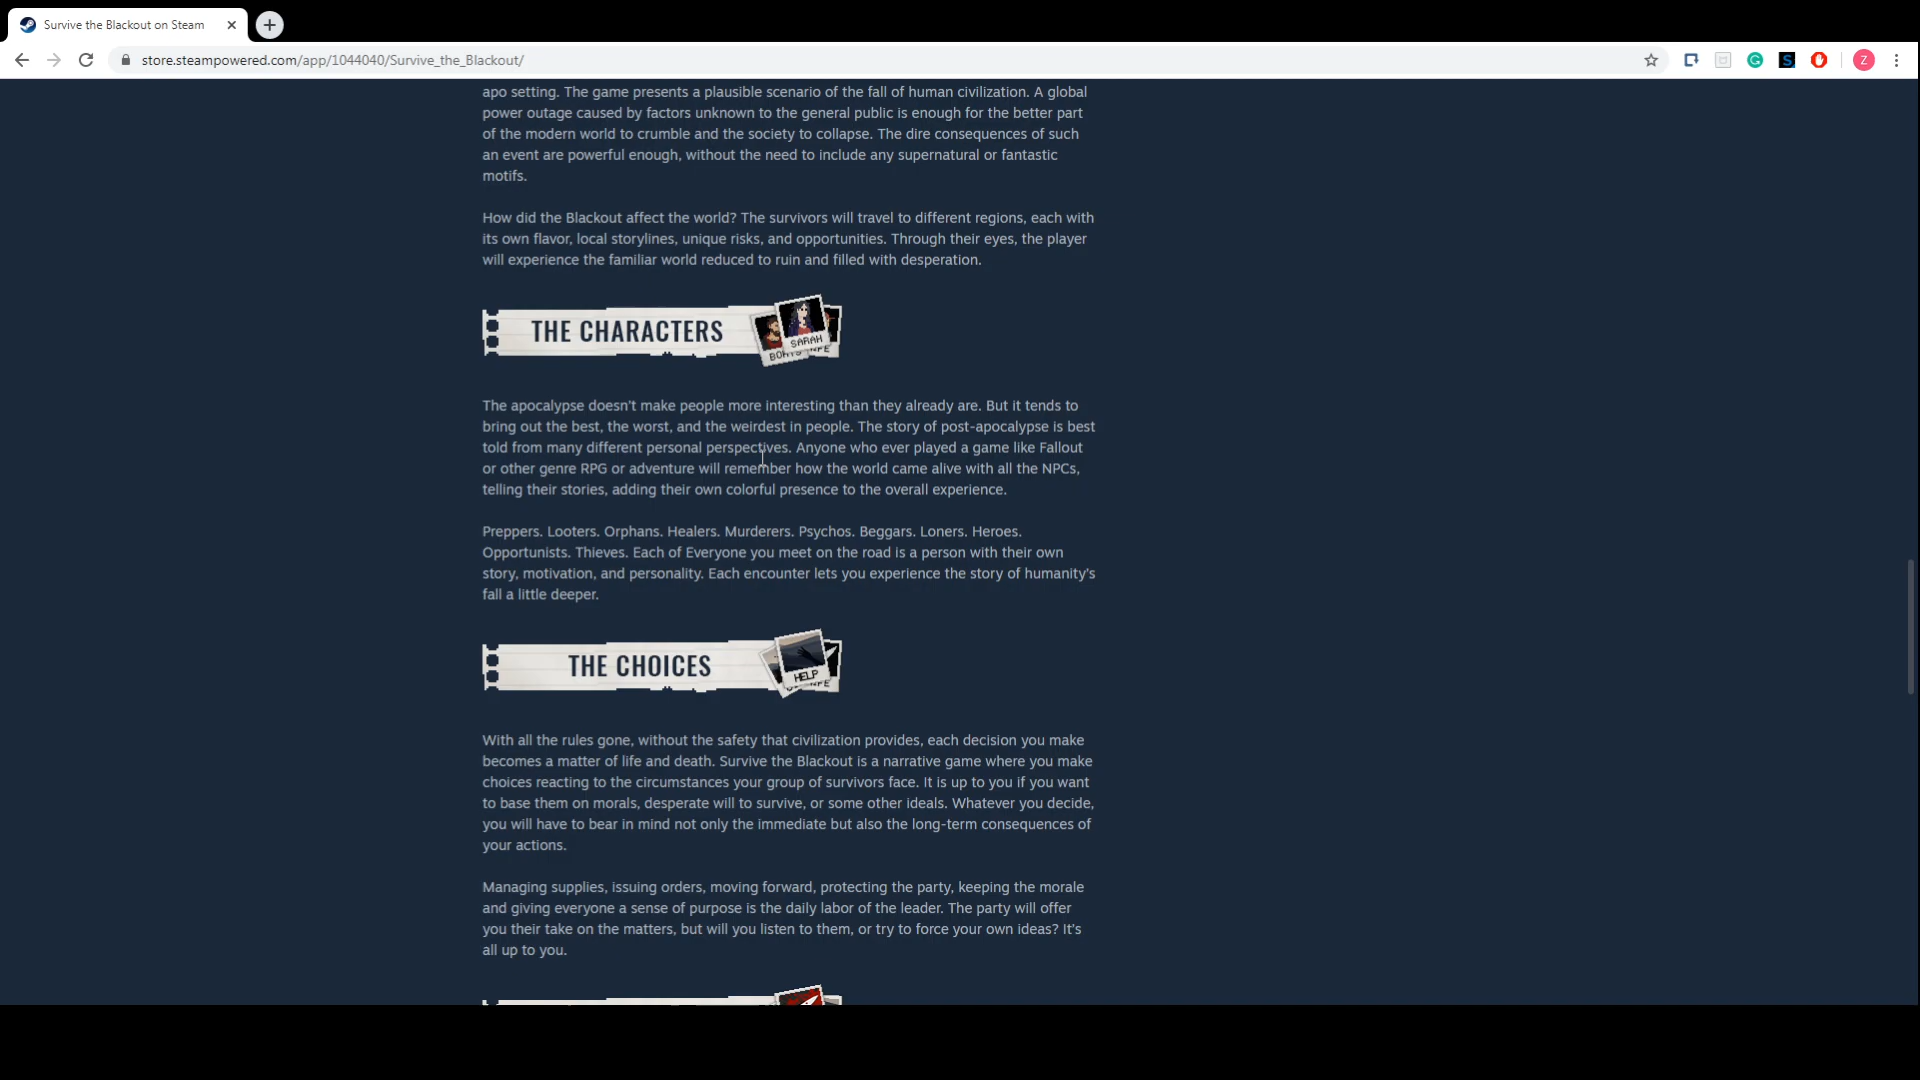 Survive the Blackout on Steam
store.steampowered.com/app/1044040/Survive_the_Blackout/
Z
apo setting. The game presents a plausible scenario of the fall of human civilization. A global
power outage caused by factors unknown to the general public is enough for the better part
of the modern world to crumble and the society to collapse. The dire consequences of such
an event are powerful enough, without the need to include any supernatural or fantastic
motifs.
How did the Blackout affect the world? The survivors will travel to different regions, each with
its own flavor, local storylines, unique risks, and opportunities. Through their eyes, the player
will experience the familiar world reduced to ruin and filled with desperation.
THE CHARACTERS
SARAH
The apocalypse doesn't make people more interesting than they already are. But it tends to
bring out the best, the worst, and the weirdest in people. The story of post-apocalypse is best
told from many different personal perspectives. Anyone who ever played a game like Fallout
or other genre RPG or adventure will remember how the world came alive with all the NPCs,
telling their stories, adding their own colorful presence to the overall experience.
Preppers. Looters. Orphans. Healers. Murderers. Psychos. Beggars. Loners. Heroes.
Opportunists. Thieves. Each of Everyone you meet on the road is a person with their own
story, motivation, and personality. Each encounter lets you experience the story of humanity's
fall a little deeper.
THE CHOICES
HELP
With all the rules gone, without the safety that civilization provides, each decision you make
becomes a matter of life and death. Survive the Blackout is a narrative game where you make
choices reacting to the circumstances your group of survivors face. It is up to you if you want
to base them on morals, desperate will to survive, or some other ideals. Whatever you decide,
you will have to bear in mind not only the immediate but also the long-term consequences of
your actions.
Managing supplies, issuing orders, moving forward, protecting the party, keeping the morale
and giving everyone a sense of purpose is the daily labor of the leader. The party will offer
you their take on the matters, but will you listen to them, or try to force your own ideas? It's
all up to you.